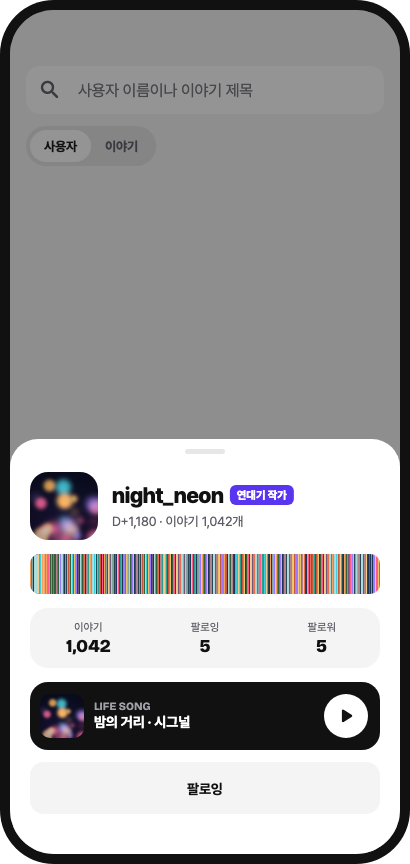 사용자 이름이나 이야기 제목
사용자 이야기
night_neon 연대기 작가
D+1,180 · 이야기 1,042개
이야기 팔로잉 팔로워
1,042 5 5
LIFE SONG
밤의 거리 · 시그널
팔로잉